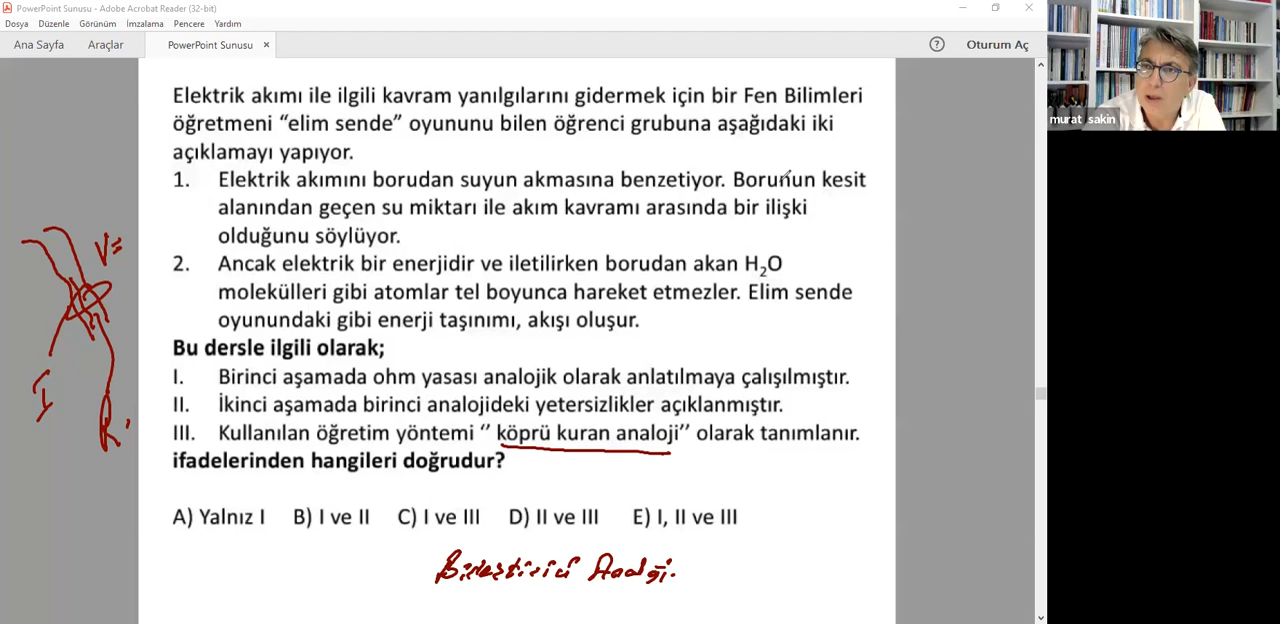 PowerPoint Sunusu - Adobe Acrobat Reader (32-bit)
Dosya Düzenle Görünüm İmzalama Pencere Yardım
Ana Sayfa Araçlar PowerPoint Sunusu × ? Oturum Aç
Elektrik akımı ile ilgili kavram yanılgılarını gidermek için bir Fen Bilimleri
öğretmeni “elim sende” oyununu bilen öğrenci grubuna aşağıdaki iki
açıklamayı yapıyor.
1. Elektrik akımını borudan suyun akmasına benzetiyor. Borunun kesit
alanından geçen su miktarı ile akım kavramı arasında bir ilişki
olduğunu söylüyor.
2. Ancak elektrik bir enerjidir ve iletilirken borudan akan H₂O
molekülleri gibi atomlar tel boyunca hareket etmezler. Elim sende
oyunundaki gibi enerji taşınımı, akışı oluşur.
Bu dersle ilgili olarak;
I. Birinci aşamada ohm yasası analojik olarak anlatılmaya çalışılmıştır.
II. İkinci aşamada birinci analojideki yetersizlikler açıklanmıştır.
III. Kullanılan öğretim yöntemi ‘’ köprü kuran analoji’’ olarak tanımlanır.
ifadelerinden hangileri doğrudur?
A) Yalnız I B) I ve II C) I ve III D) II ve III E) I, II ve III
Birleştirici Analoji.
V=
I
R
murat sakin